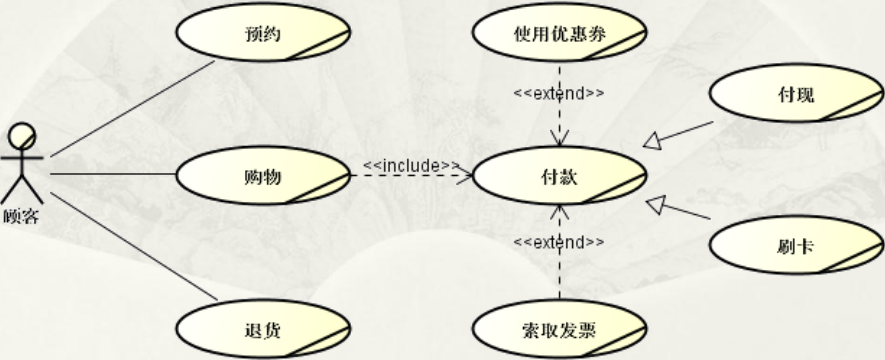 预约
使用优惠券
<<extend>>
付现
购物
<<include>>
付款
顾客
<<extend>>
刷卡
退货
索取发票